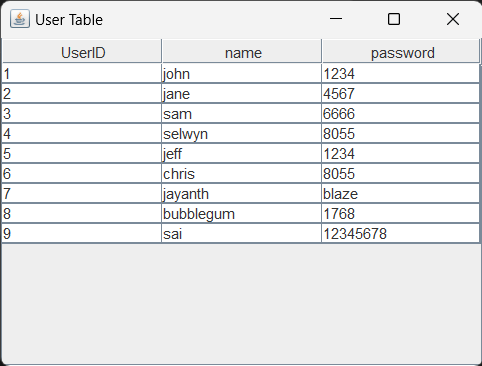 User Table
UserID name password
1 john 1234
2 jane 4567
3 sam 6666
4 selwyn 8055
5 jeff 1234
6 chris 8055
7 jayanth blaze
8 bubblegum 1768
9 sai 12345678